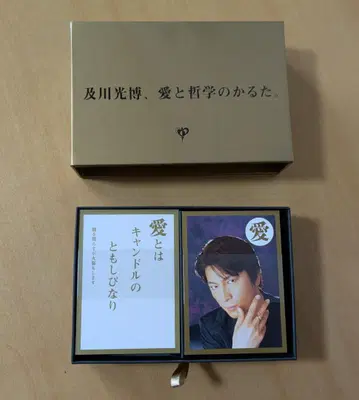 及川光博、愛と哲学のかるた。
愛とは
キャンドルの
ともしびなり
愛